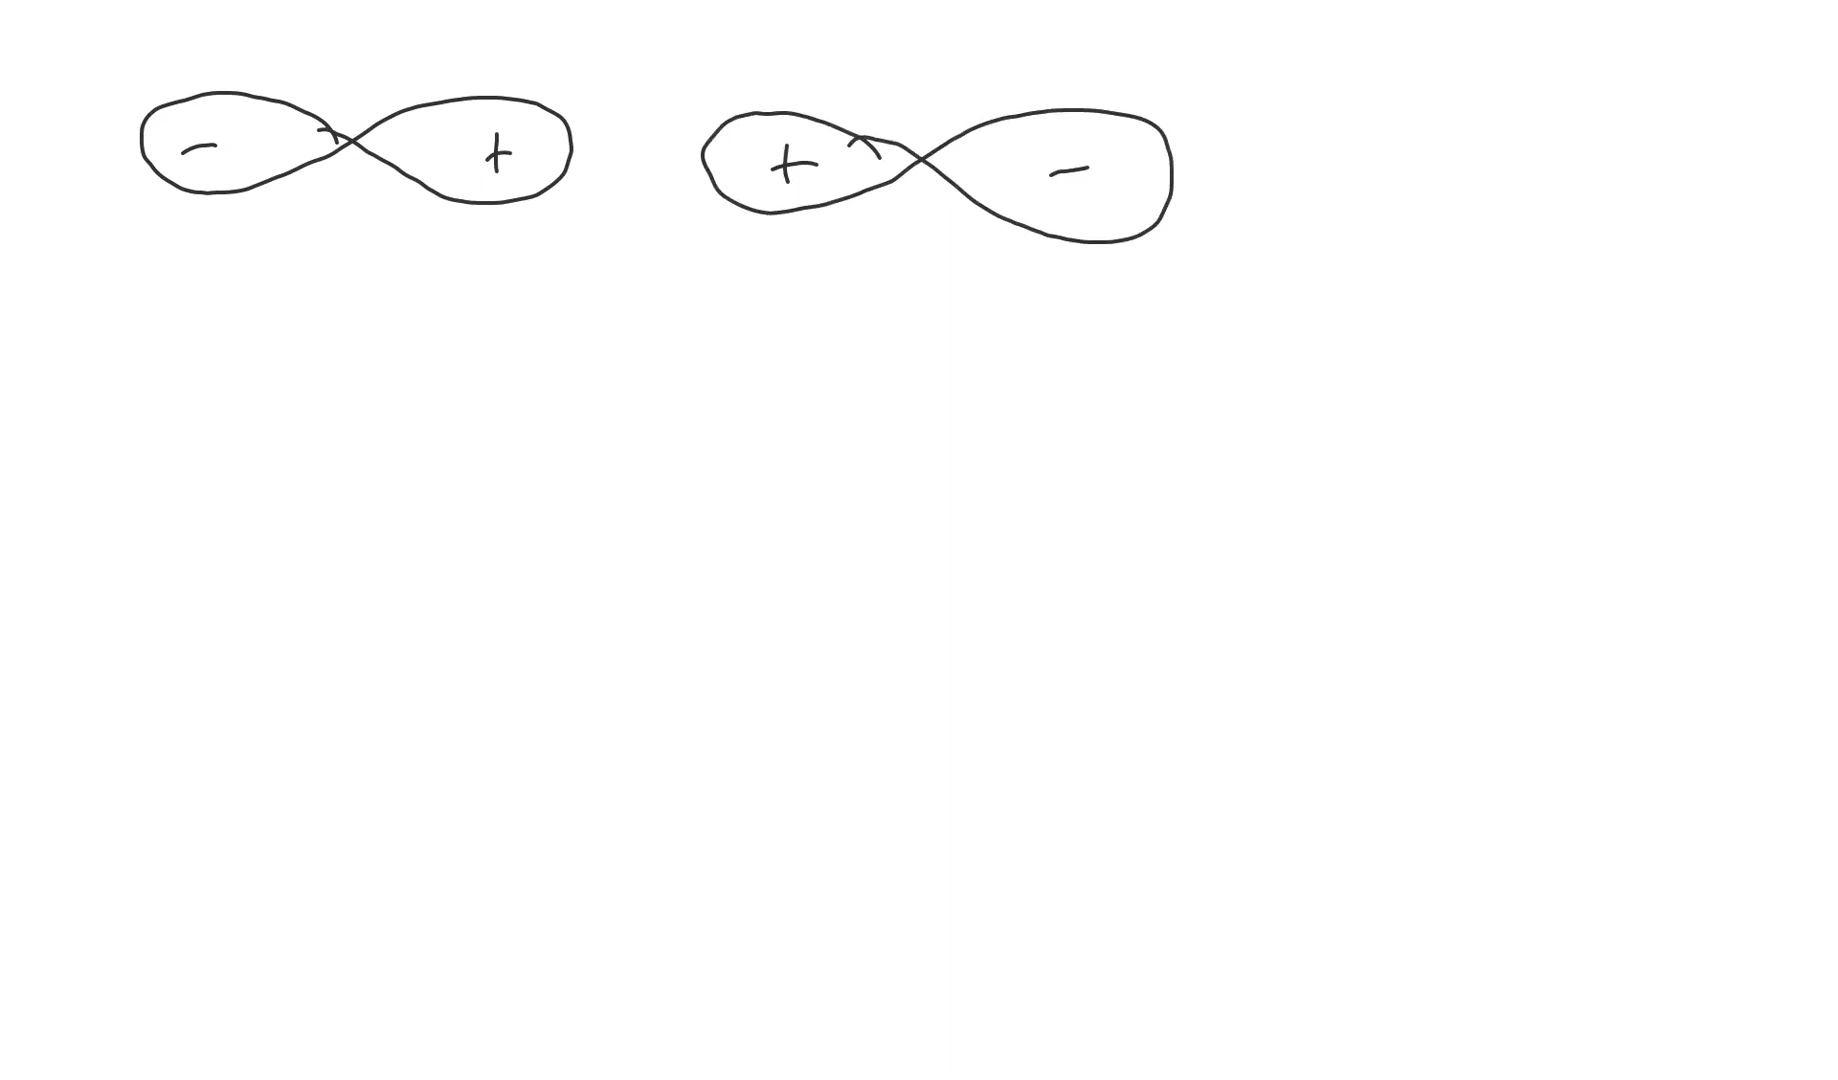 - + + -